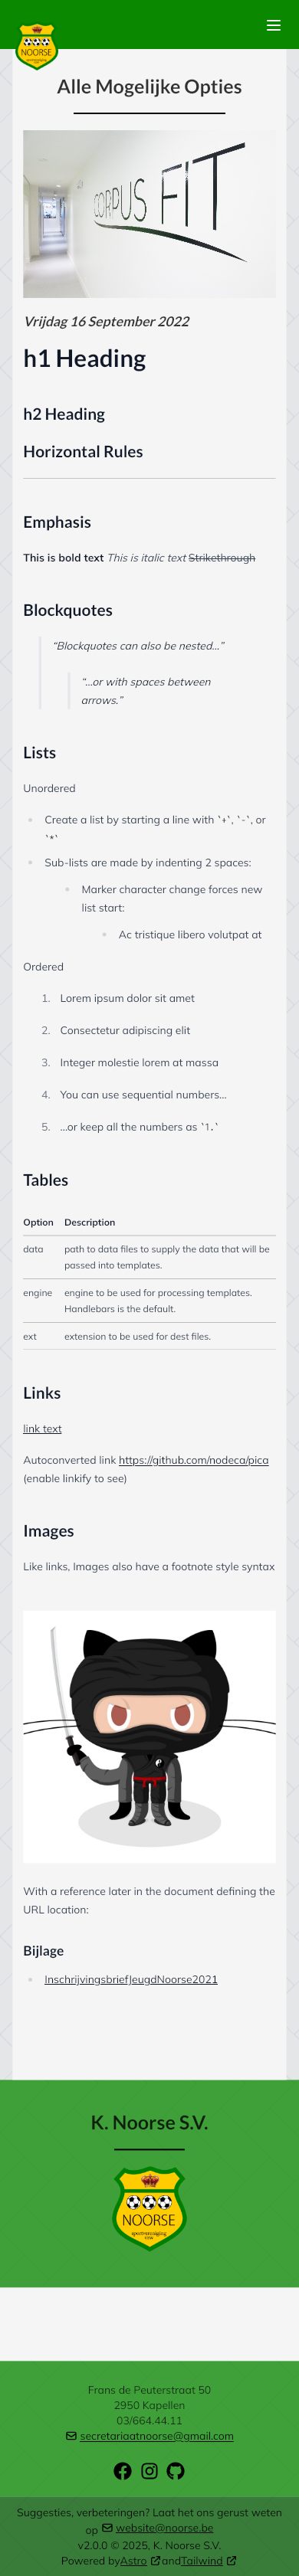 NOORSE
Alle Mogelijke Opties
CORPUS FIT
Vrijdag 16 September 2022
h1 Heading
h2 Heading
Horizontal Rules
Emphasis
This is bold text This is italic text Strikethrough
Blockquotes
“Blockquotes can also be nested...”
“...or with spaces between
arrows.”
Lists
Unordered
Create a list by starting a line with `+`, `-`, or
`*`
Sub-lists are made by indenting 2 spaces:
Marker character change forces new
list start:
Ac tristique libero volutpat at
Ordered
1. Lorem ipsum dolor sit amet
2. Consectetur adipiscing elit
3. Integer molestie lorem at massa
4. You can use sequential numbers...
5. ...or keep all the numbers as `1.`
Tables
Option Description
data path to data files to supply the data that will be
passed into templates.
engine engine to be used for processing templates.
Handlebars is the default.
ext extension to be used for dest files.
Links
link text
Autoconverted link https://github.com/nodeca/pica
(enable linkify to see)
Images
Like links, Images also have a footnote style syntax
With a reference later in the document defining the
URL location:
Bijlage
InschrijvingsbriefJeugdNoorse2021
K. Noorse S.V.
NOORSE
sportvereniging
Frans de Peuterstraat 50
2950 Kapellen
03/664.44.11
secretariaatnoorse@gmail.com
Suggesties, verbeteringen? Laat het ons gerust weten
op website@noorse.be
v2.0.0 © 2025, K. Noorse S.V.
Powered by Astro and Tailwind